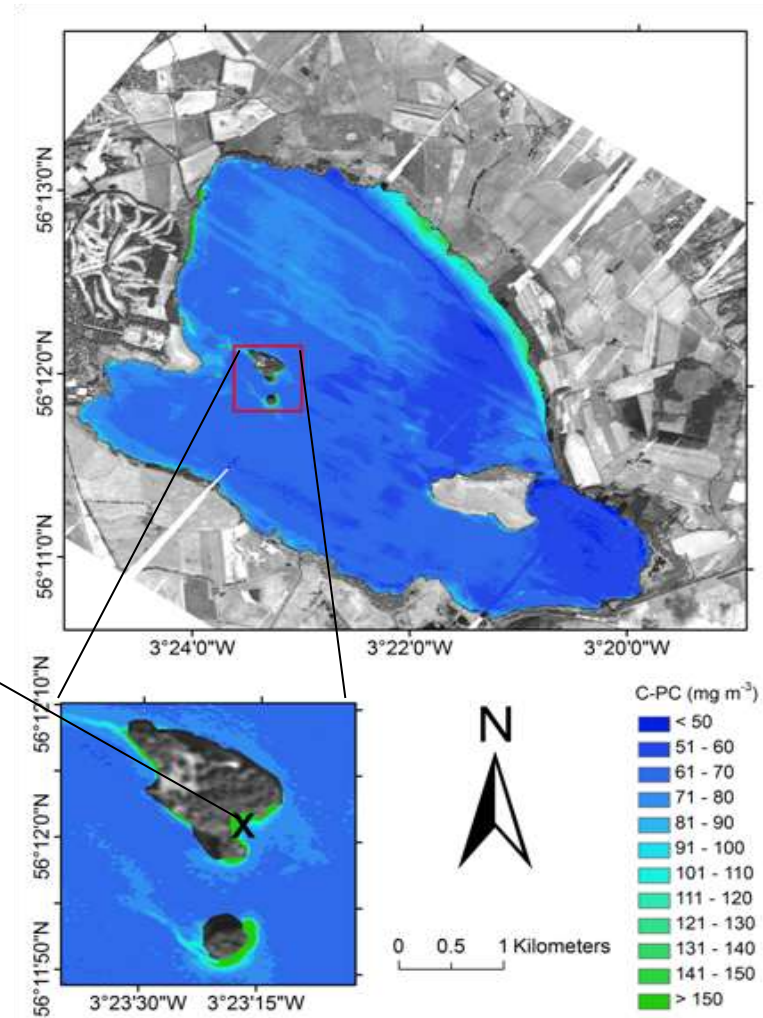 56°13'0"N
56°12'0"N
56°11'0"N
3°24'0"W 3°22'0"W 3°20'0"W
56°12'10"N
56°12'0"N
56°11'50"N
3°23'30"W 3°23'15"W
X
N
0 0.5 1 Kilometers
C-PC (mg m⁻³)
< 50
51 - 60
61 - 70
71 - 80
81 - 90
91 - 100
101 - 110
111 - 120
121 - 130
131 - 140
141 - 150
> 150